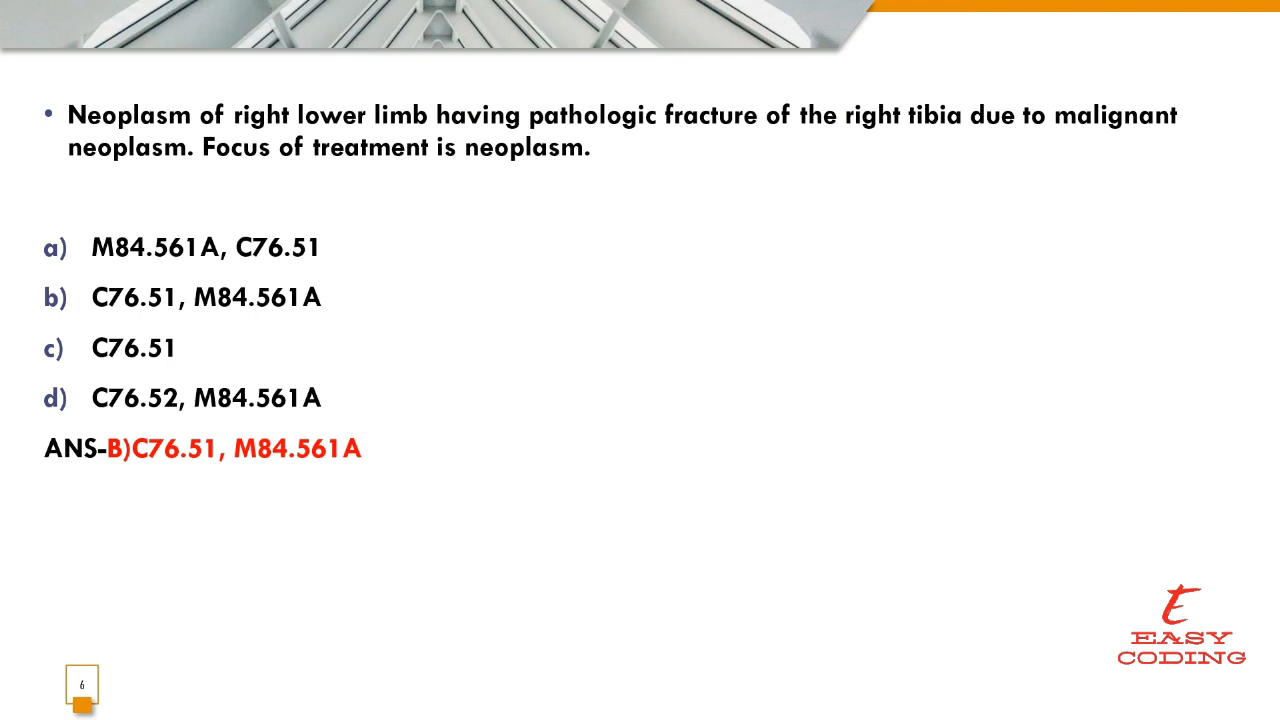 • Neoplasm of right lower limb having pathologic fracture of the right tibia due to malignant
neoplasm. Focus of treatment is neoplasm.
a) M84.561A, C76.51
b) C76.51, M84.561A
c) C76.51
d) C76.52, M84.561A
ANS-B)C76.51, M84.561A
E
EASY
CODING
6